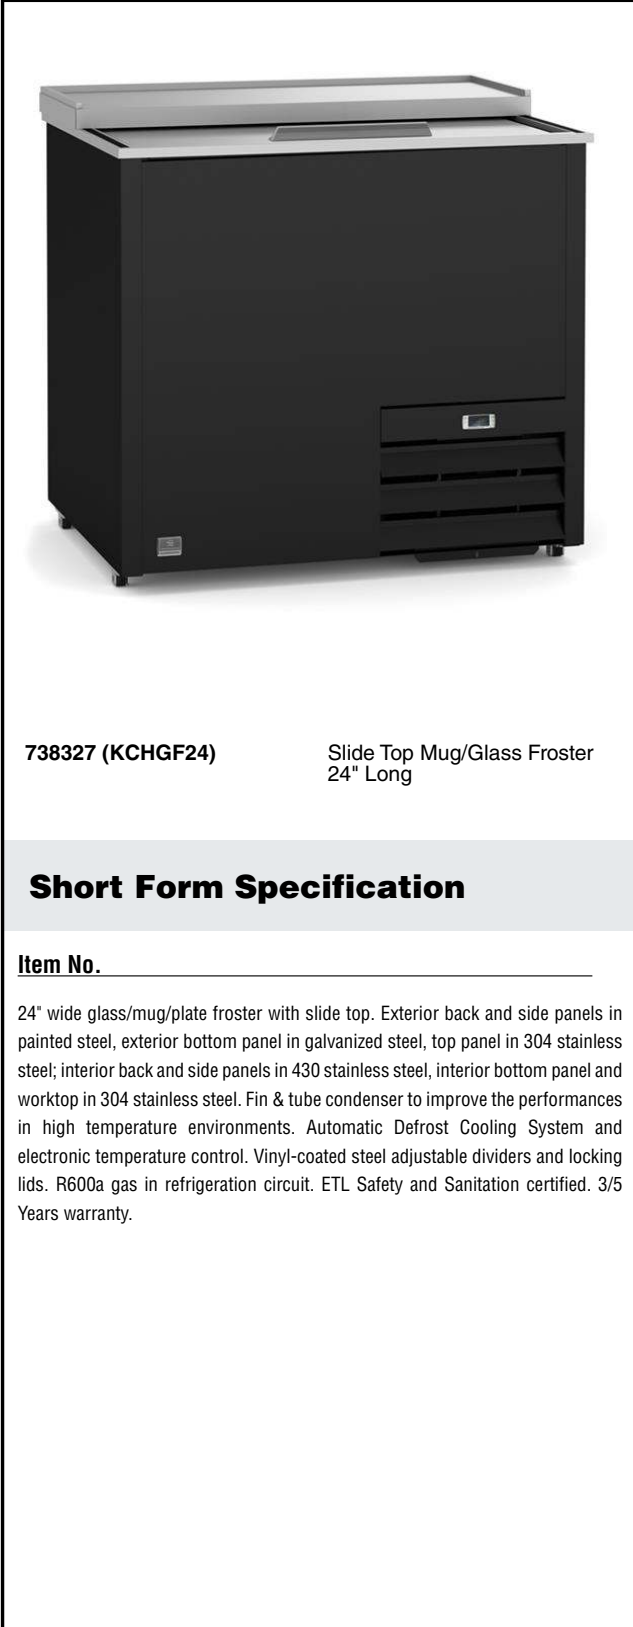 738327 (KCHGF24)
Slide Top Mug/Glass Froster
24" Long
Short Form Specification
Item No.
24" wide glass/mug/plate froster with slide top. Exterior back and side panels in
painted steel, exterior bottom panel in galvanized steel, top panel in 304 stainless
steel; interior back and side panels in 430 stainless steel, interior bottom panel and
worktop in 304 stainless steel. Fin & tube condenser to improve the performances
in high temperature environments. Automatic Defrost Cooling System and
electronic temperature control. Vinyl-coated steel adjustable dividers and locking
lids. R600a gas in refrigeration circuit. ETL Safety and Sanitation certified. 3/5
Years warranty.